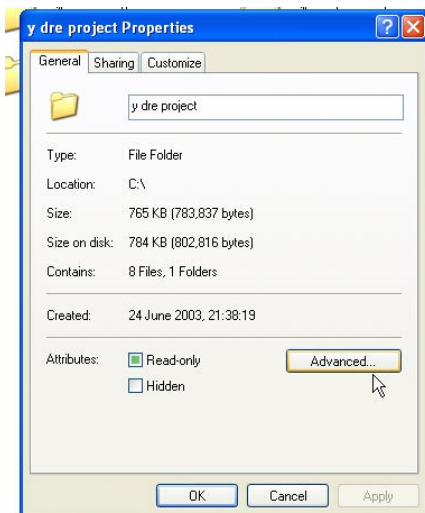 y dre project Properties
General Sharing Customize
y dre project
Type: File Folder
Location: C:\
Size: 765 KB (783,837 bytes)
Size on disk: 784 KB (802,816 bytes)
Contains: 8 Files, 1 Folders
Created: 24 June 2003, 21:38:19
Attributes: Read-only Advanced...
Hidden
OK Cancel Apply